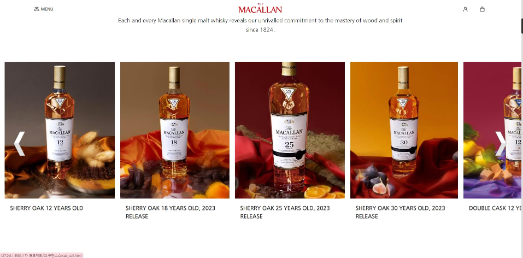 MENU
THE
MACALLAN
Each and every Macallan single malt whisky reveals our unrivalled commitment to the mastery of wood and spirit
since 1824.
MACALLAN
12
MACALLAN
18
THE
MACALLAN
25
MACALLAN
30
SHERRY OAK 12 YEARS OLD
SHERRY OAK 18 YEARS OLD, 2023
RELEASE
SHERRY OAK 25 YEARS OLD, 2023
RELEASE
SHERRY OAK 30 YEARS OLD, 2023
RELEASE
DOUBLE CASK 12 YE